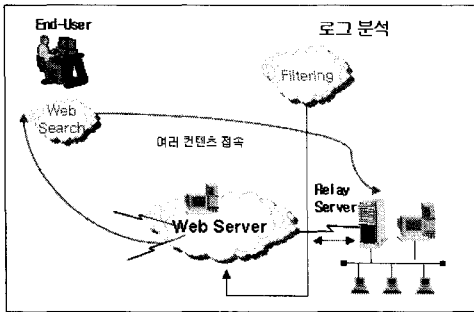 End-User
로그 분석
Filtering
Web
Search
여러 컨텐츠 접속
Relay
Server
Web Server